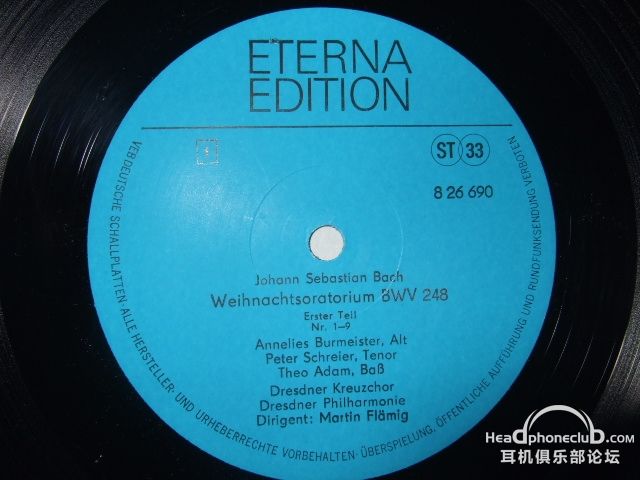 ETERNA
EDITION
ST 33
8 26 690
Johann Sebastian Bach
Weihnachtsoratorium BWV 248
Erster Teil
Nr. 1–9
Annelies Burmeister, Alt
Peter Schreier, Tenor
Theo Adam, Baß
Dresdner Kreuzchor
Dresdner Philharmonie
Dirigent: Martin Flämig
VEB DEUTSCHE SCHALLPLATTEN · ALLE HERSTELLER- UND URHEBERRECHTE VORBEHALTEN · ÜBERSPIELUNG, ÖFFENTLICHE AUFFÜHRUNG UND RUNDFUNKSENDUNG VERBOTEN
Headphoneclub.com
耳机俱乐部论坛